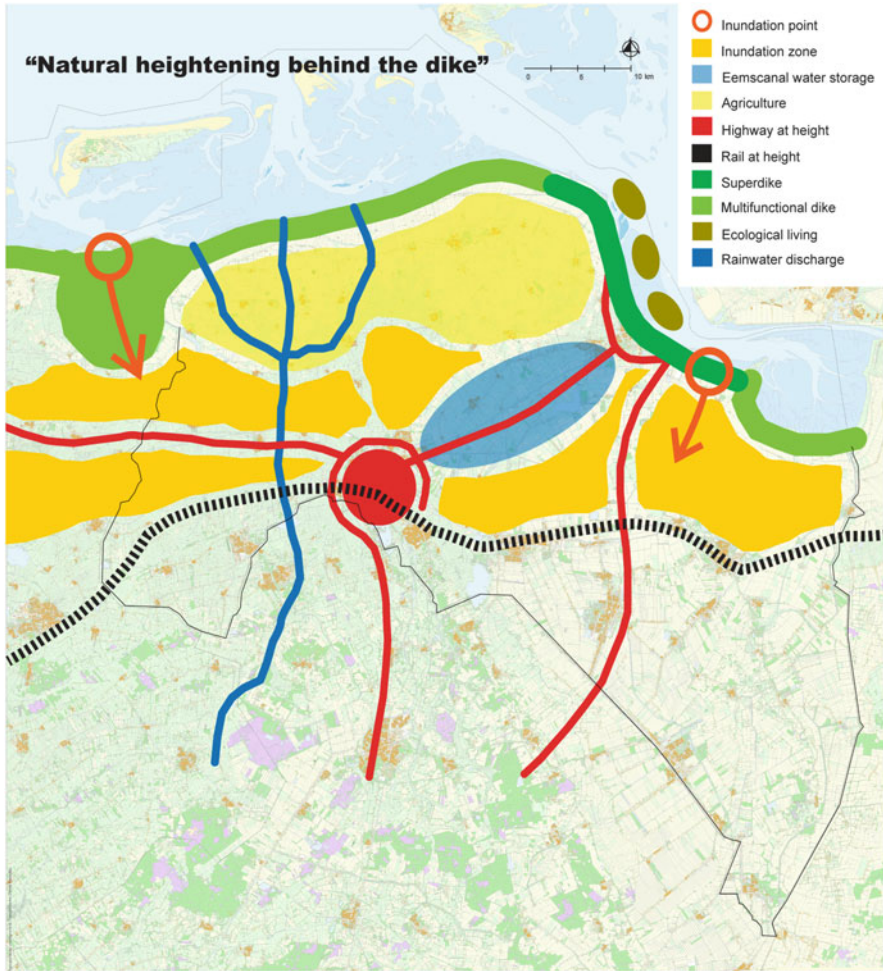 “Natural heightening behind the dike”
0 5 10 km
Inundation point
Inundation zone
Eemscanal water storage
Agriculture
Highway at height
Rail at height
Superdike
Multifunctional dike
Ecological living
Rainwater discharge